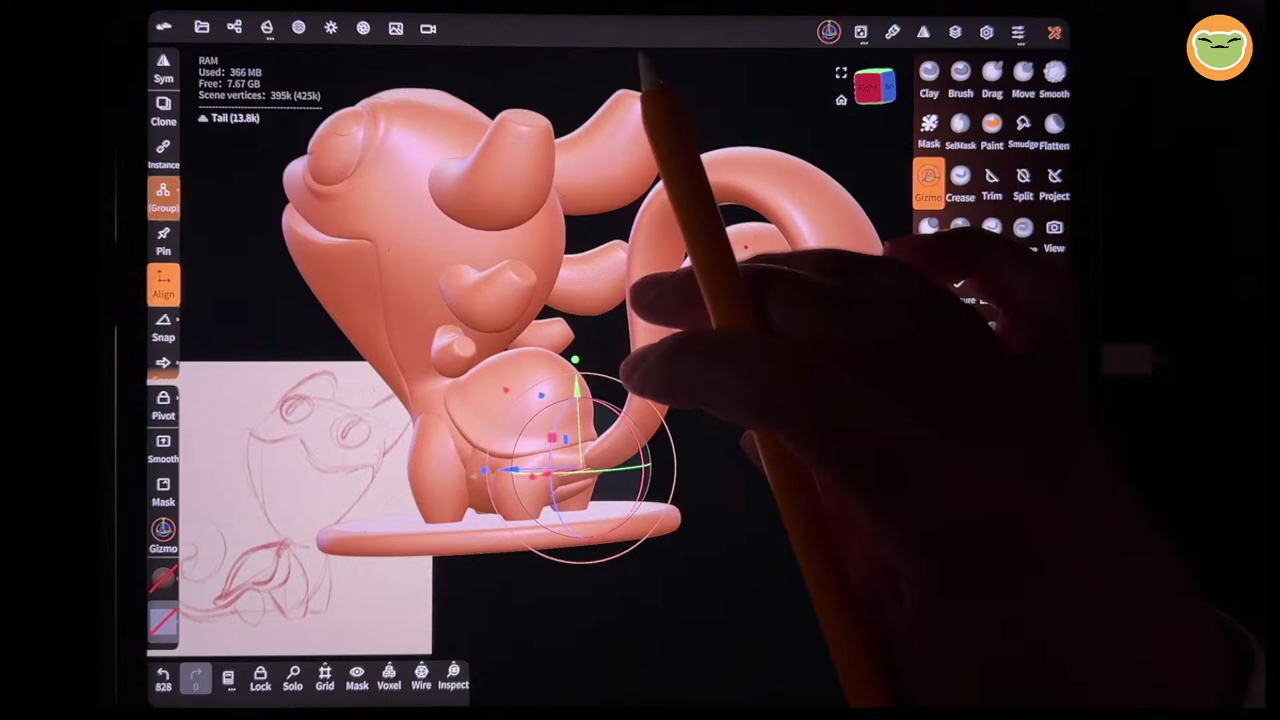 RAM
Used: 366 MB
Free: 7.67 GB
Scene vertices: 395k (425k)
Tail (13.8k)
Sym
Clone
Instance
(Group)
Pin
Align
Snap
Pivot
Smooth
Mask
Gizmo
Right
Clay Brush Drag Move Smooth
Mask SelMask Paint Smudge Flatten
Gizmo Crease Trim Split Project
View
828 0 Lock Solo Grid Mask Voxel Wire Inspect